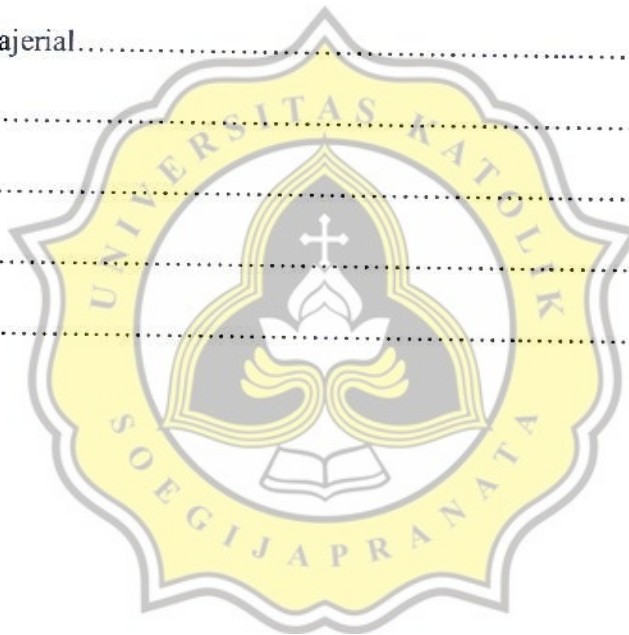 ajerial......................................................................
......................................................................
......................................................................
......................................................................
......................................................................
UNIVERSITAS KATOLIK
SOEGIJAPRANATA